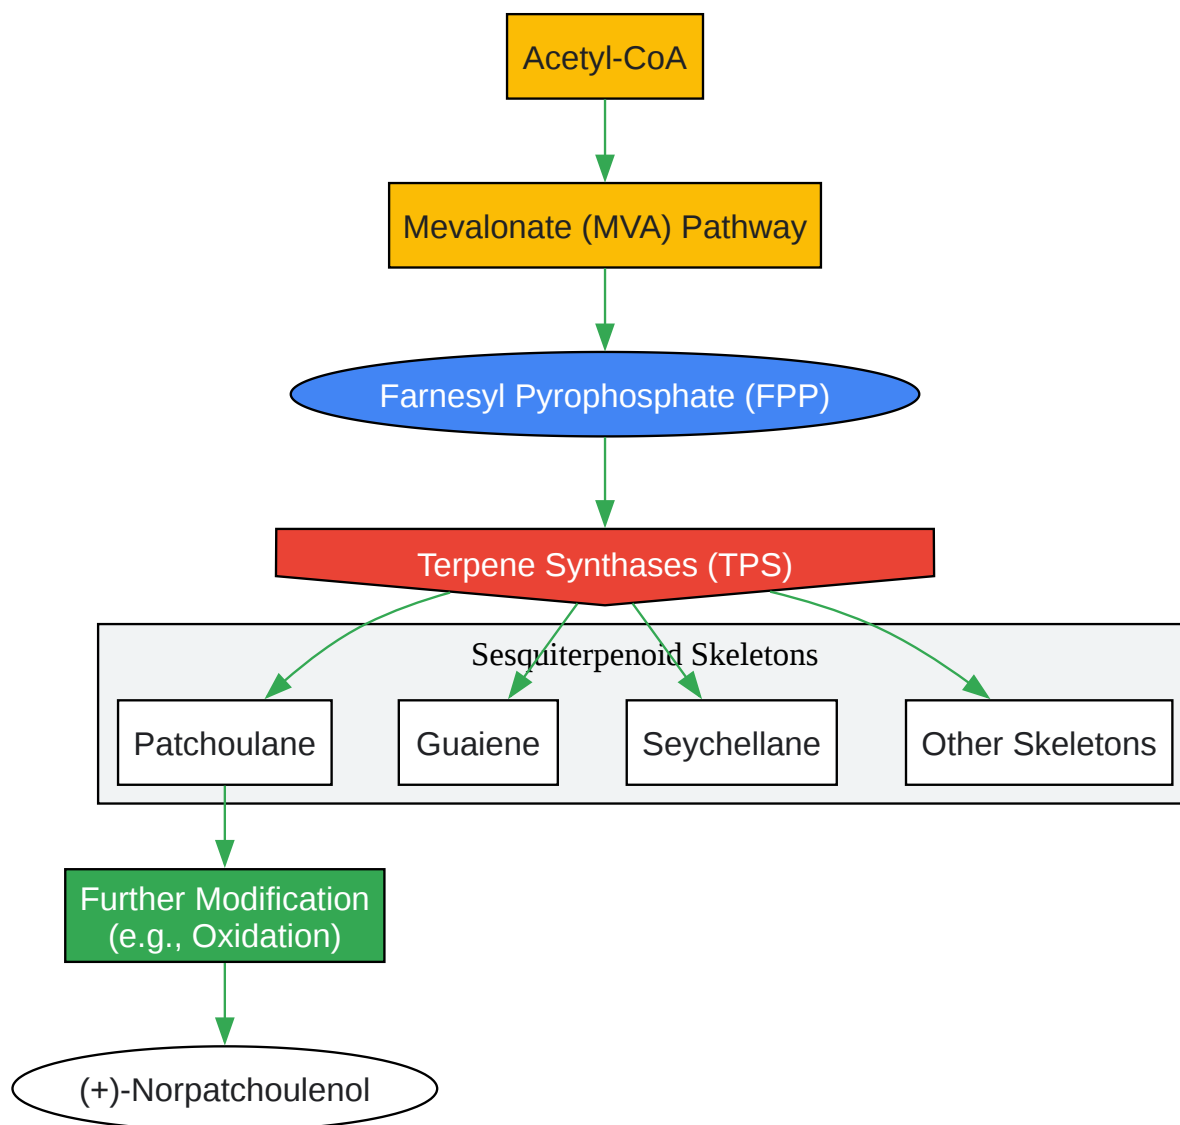 Acetyl-CoA
Mevalonate (MVA) Pathway
Farnesyl Pyrophosphate (FPP)
Terpene Synthases (TPS)
Sesquiterpenoid Skeletons
Patchoulane
Guaiene
Seychellane
Other Skeletons
Further Modification
(e.g., Oxidation)
(+)-Norpatchoulenol